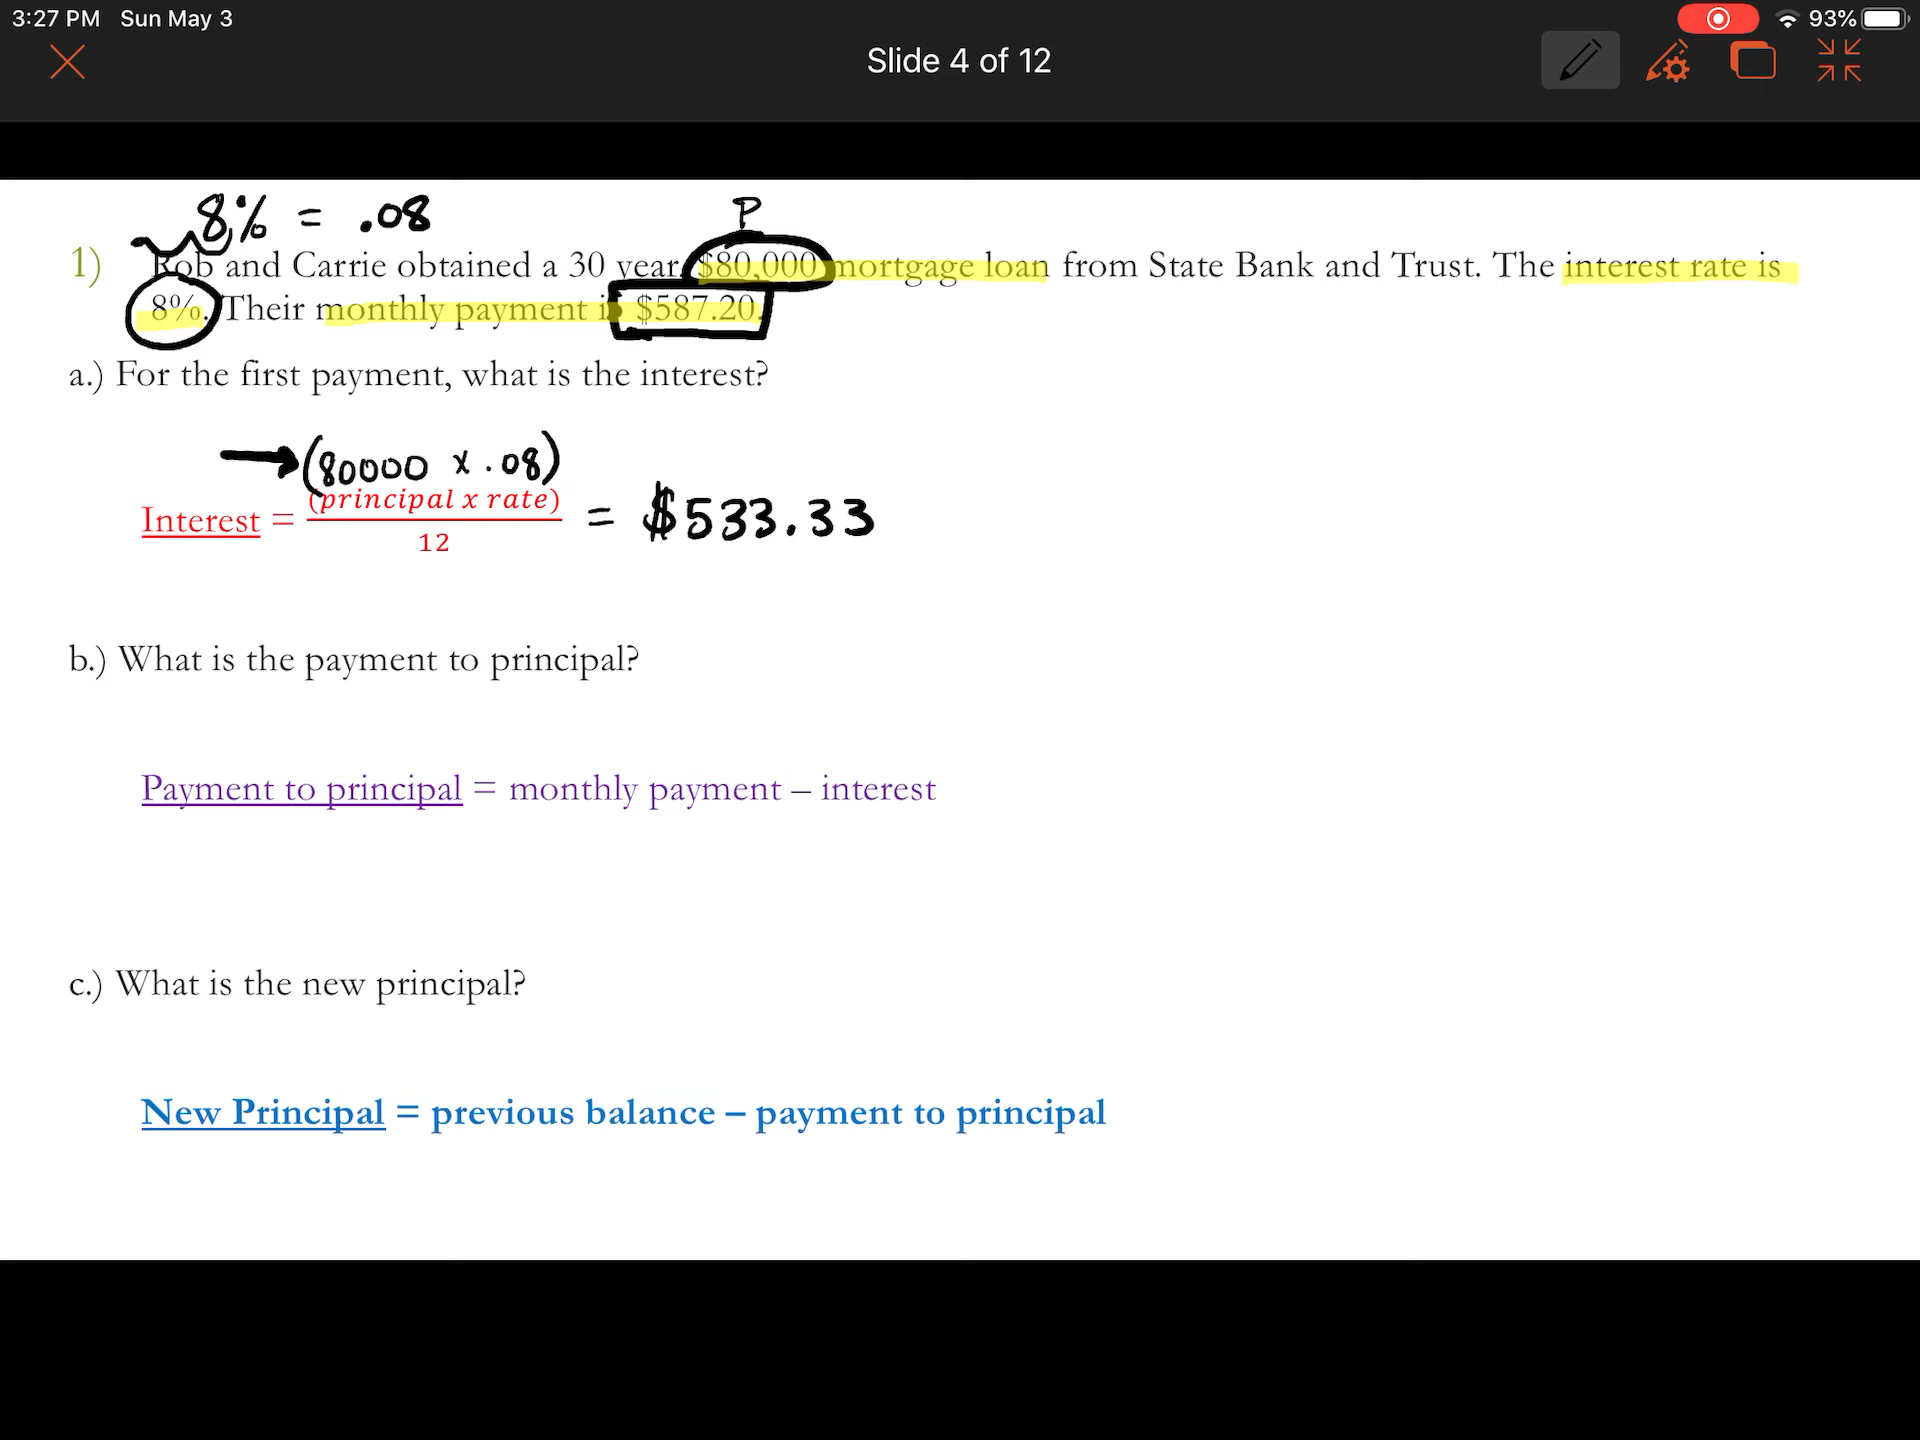 3:27 PM Sun May 3
93%
Slide 4 of 12
8% = .08
P
1) Rob and Carrie obtained a 30 year $80,000 mortgage loan from State Bank and Trust. The interest rate is
8%. Their monthly payment is $587.20.
a.) For the first payment, what is the interest?
(80000 x .08)
Interest = (principal x rate) = $533.33
12
b.) What is the payment to principal?
Payment to principal = monthly payment – interest
c.) What is the new principal?
New Principal = previous balance – payment to principal